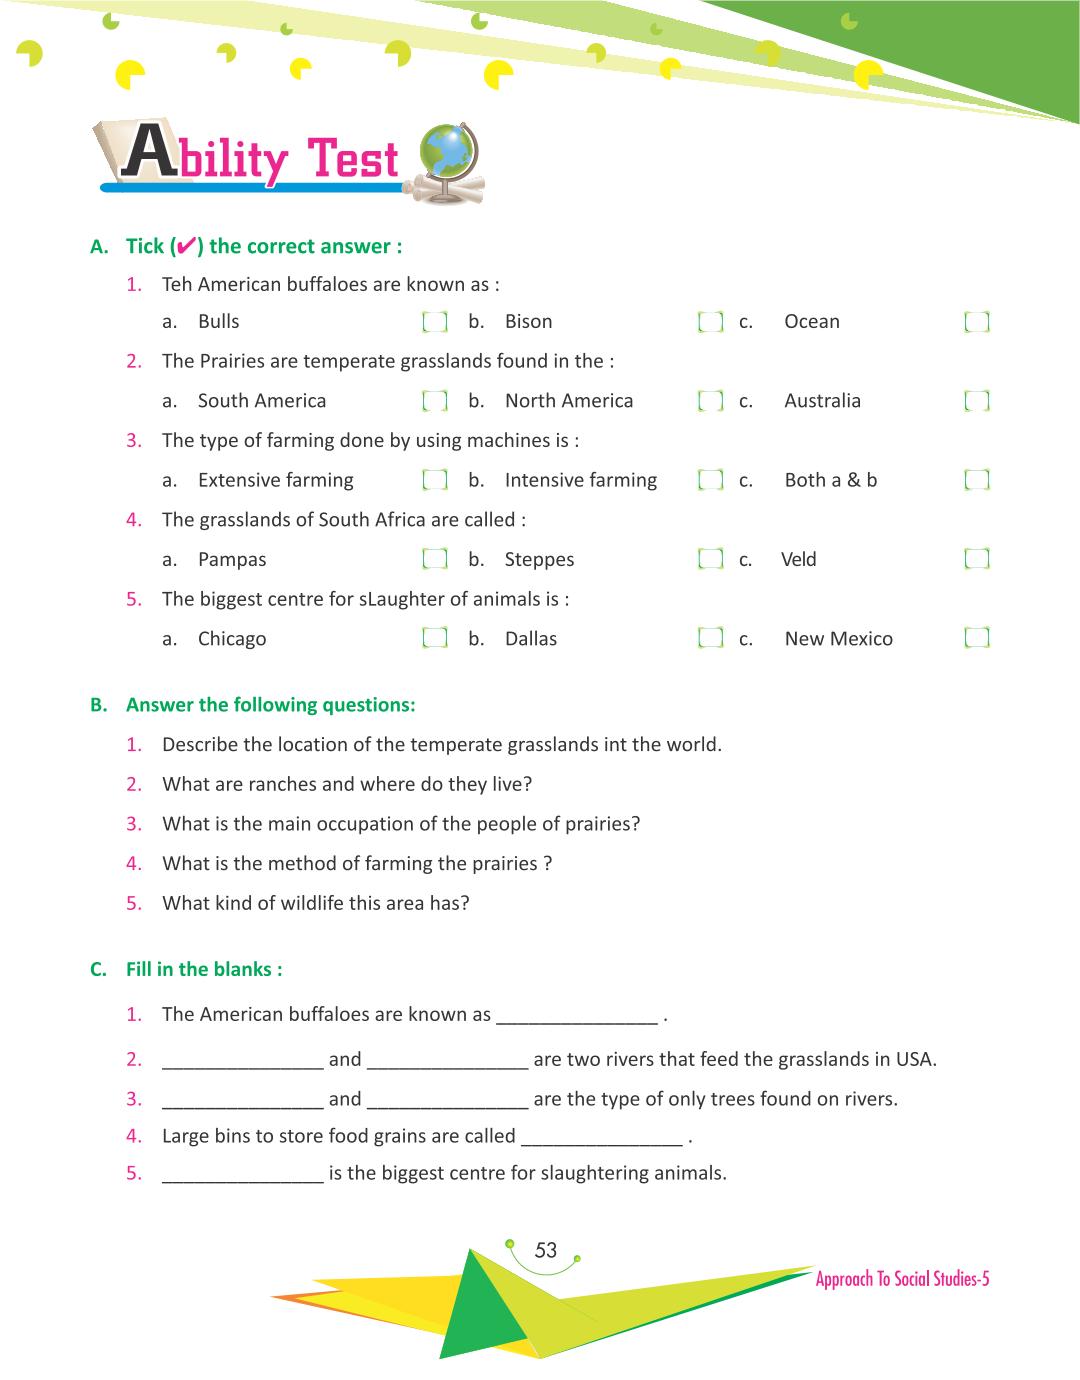 Ability Test
A. Tick (✔) the correct answer :
1. Teh American buffaloes are known as :
a. Bulls b. Bison c. Ocean
2. The Prairies are temperate grasslands found in the :
a. South America b. North America c. Australia
3. The type of farming done by using machines is :
a. Extensive farming b. Intensive farming c. Both a & b
4. The grasslands of South Africa are called :
a. Pampas b. Steppes c. Veld
5. The biggest centre for sLaughter of animals is :
a. Chicago b. Dallas c. New Mexico
B. Answer the following questions:
1. Describe the location of the temperate grasslands int the world.
2. What are ranches and where do they live?
3. What is the main occupation of the people of prairies?
4. What is the method of farming the prairies ?
5. What kind of wildlife this area has?
C. Fill in the blanks :
1. The American buffaloes are known as _______________ .
2. _______________ and _______________ are two rivers that feed the grasslands in USA.
3. _______________ and _______________ are the type of only trees found on rivers.
4. Large bins to store food grains are called _______________ .
5. _______________ is the biggest centre for slaughtering animals.
53
Approach To Social Studies-5